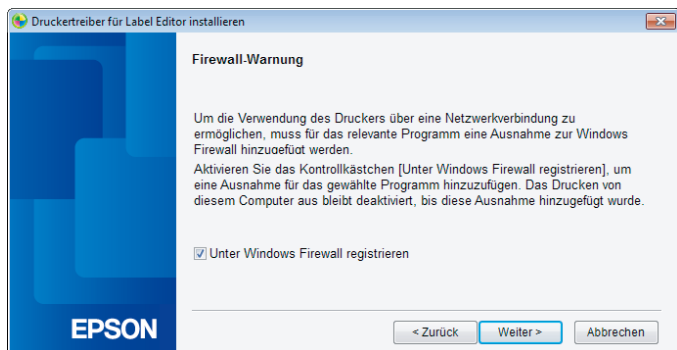 Druckertreiber für Label Editor installieren
Firewall-Warnung
Um die Verwendung des Druckers über eine Netzwerkverbindung zu
ermöglichen, muss für das relevante Programm eine Ausnahme zur Windows
Firewall hinzugefügt werden.
Aktivieren Sie das Kontrollkästchen [Unter Windows Firewall registrieren], um
eine Ausnahme für das gewählte Programm hinzuzufügen. Das Drucken von
diesem Computer aus bleibt deaktiviert, bis diese Ausnahme hinzugefügt wurde.
Unter Windows Firewall registrieren
EPSON
< Zurück Weiter > Abbrechen